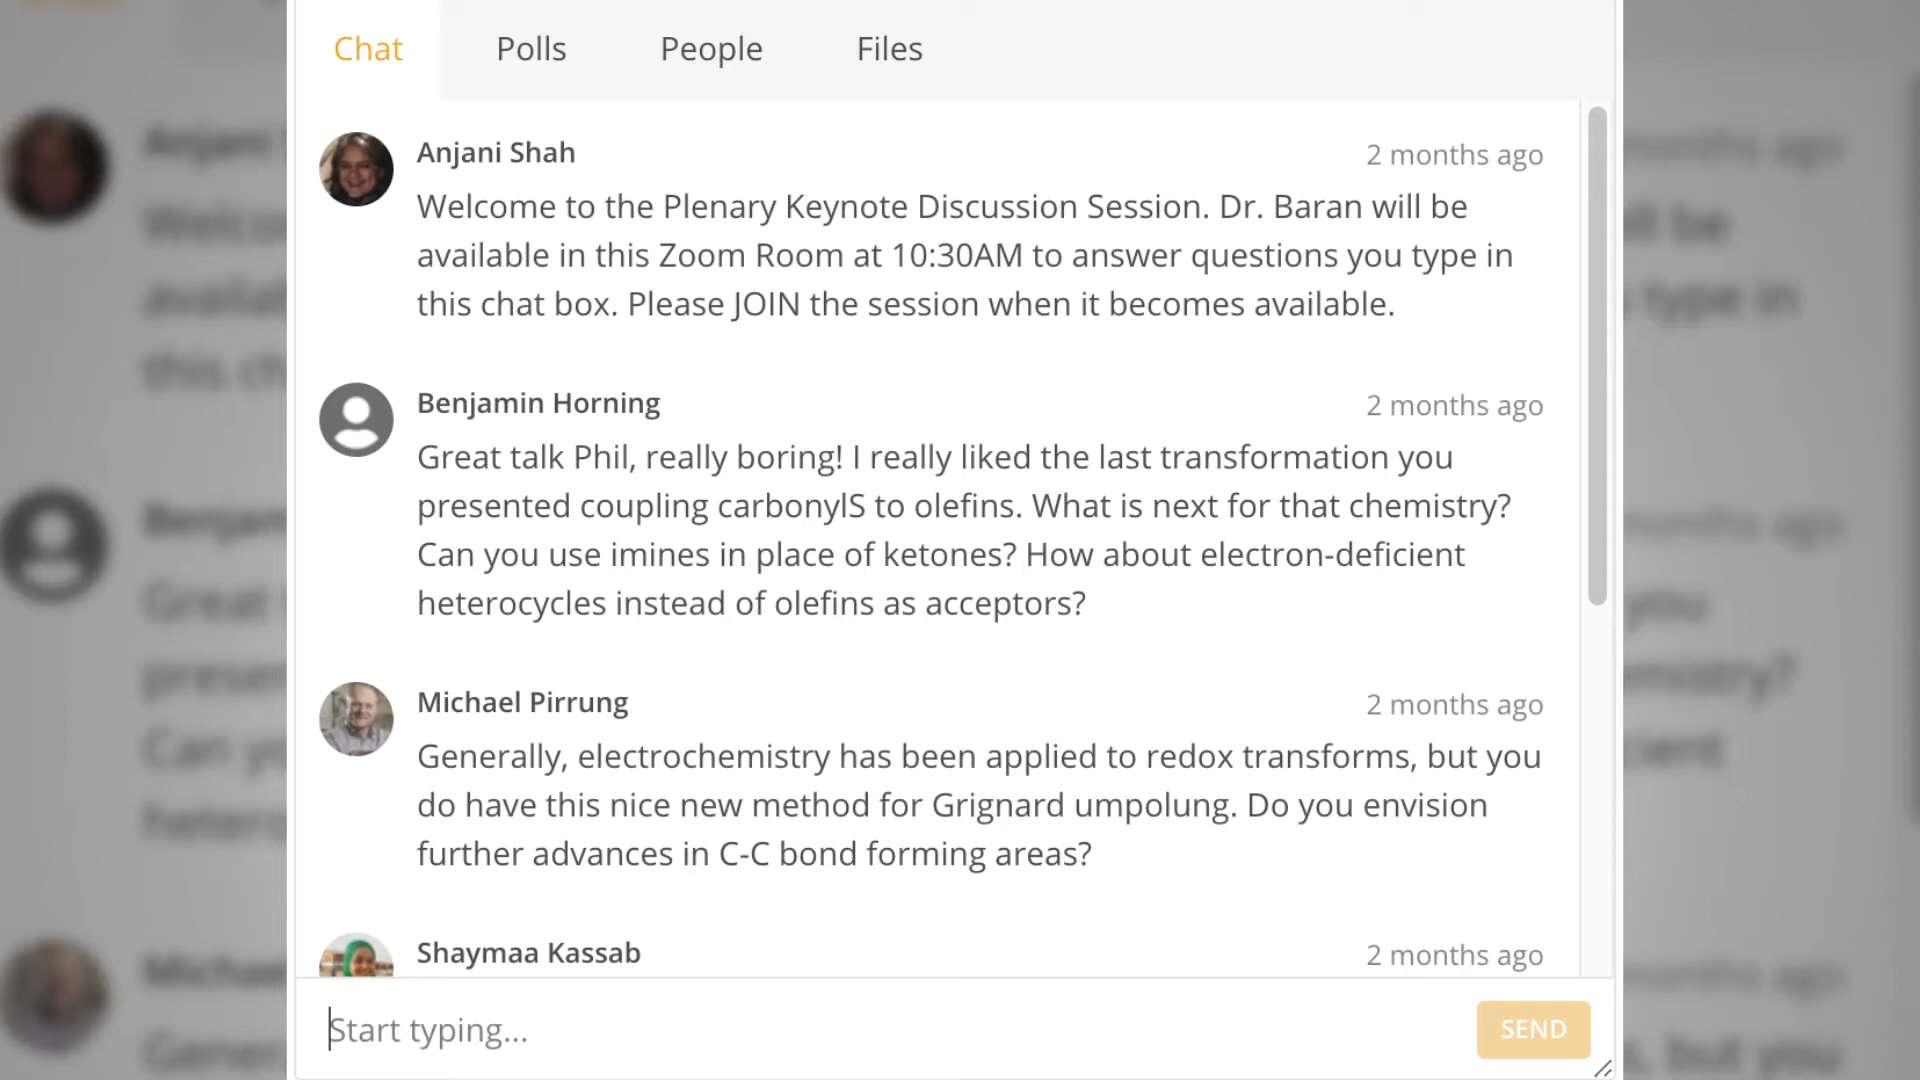 Chat Polls People Files
Anjani Shah 2 months ago
Welcome to the Plenary Keynote Discussion Session. Dr. Baran will be
available in this Zoom Room at 10:30AM to answer questions you type in
this chat box. Please JOIN the session when it becomes available.
Benjamin Horning 2 months ago
Great talk Phil, really boring! I really liked the last transformation you
presented coupling carbonylS to olefins. What is next for that chemistry?
Can you use imines in place of ketones? How about electron-deficient
heterocycles instead of olefins as acceptors?
Michael Pirrung 2 months ago
Generally, electrochemistry has been applied to redox transforms, but you
do have this nice new method for Grignard umpolung. Do you envision
further advances in C-C bond forming areas?
Shaymaa Kassab 2 months ago
Start typing...
SEND